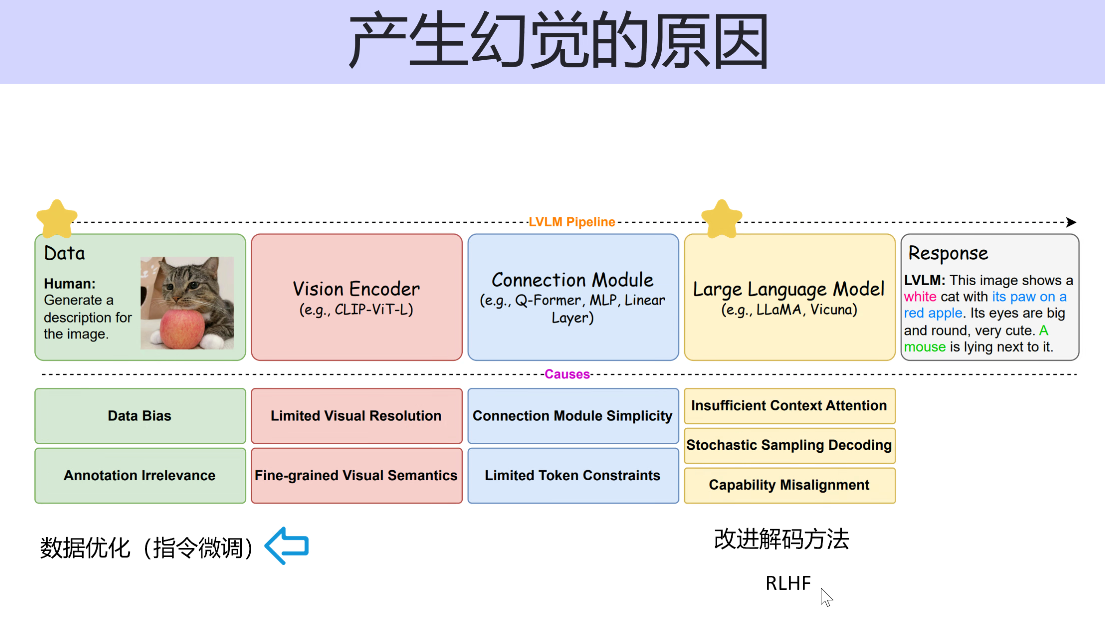 产生幻觉的原因
LVLM Pipeline
Data
Human:
Generate a
description for
the image.
Vision Encoder
(e.g., CLIP-ViT-L)
Connection Module
(e.g., Q-Former, MLP, Linear
Layer)
Large Language Model
(e.g., LLaMA, Vicuna)
Response
LVLM: This image shows a
white cat with its paw on a
red apple. Its eyes are big
and round, very cute. A
mouse is lying next to it.
Causes
Data Bias
Annotation Irrelevance
Limited Visual Resolution
Fine-grained Visual Semantics
Connection Module Simplicity
Limited Token Constraints
Insufficient Context Attention
Stochastic Sampling Decoding
Capability Misalignment
数据优化（指令微调）
改进解码方法
RLHF